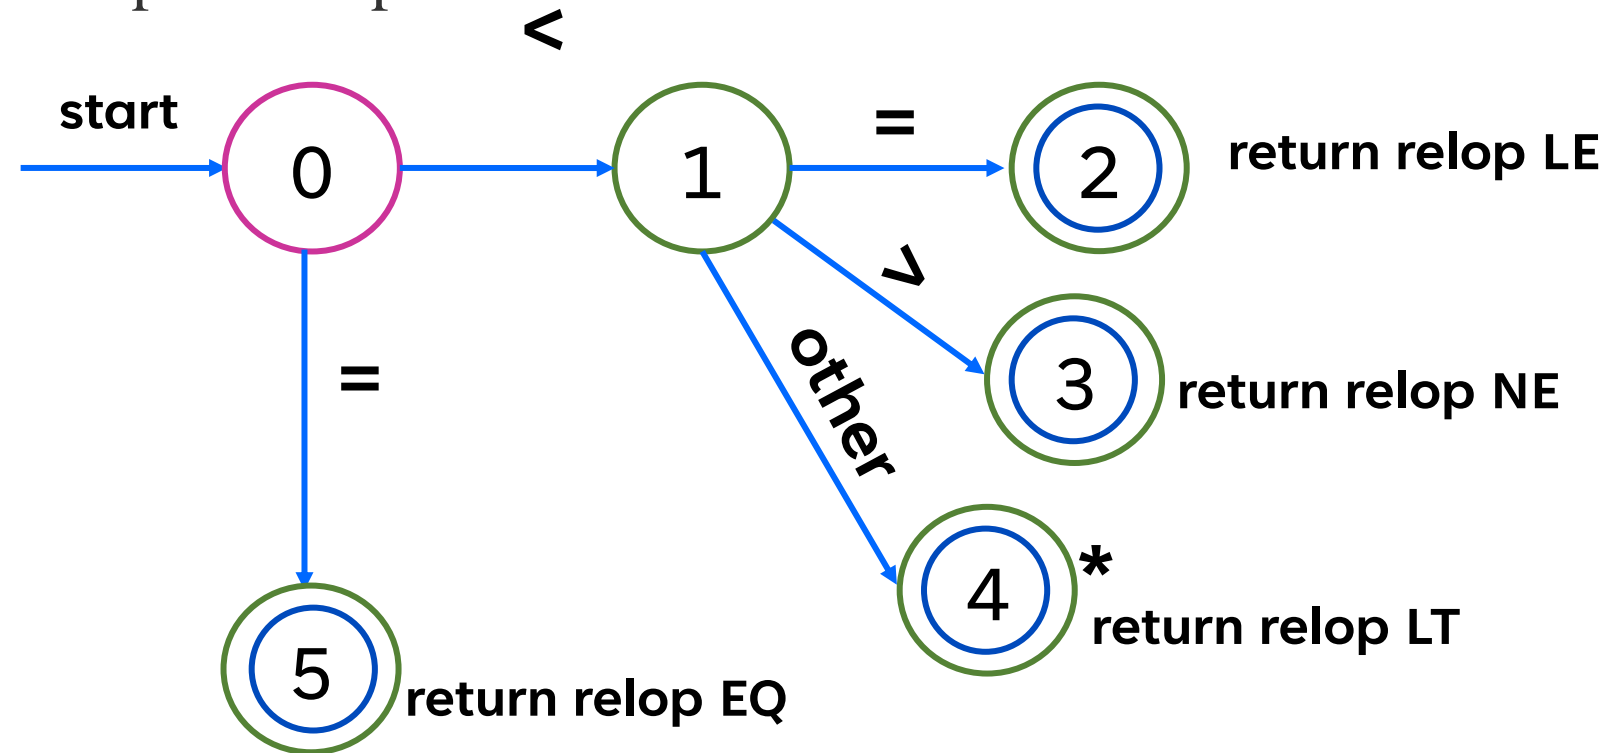 <
start
0
1
=
2
return relop LE
>
=
other
3
return relop NE
4
*
return relop LT
5
return relop EQ